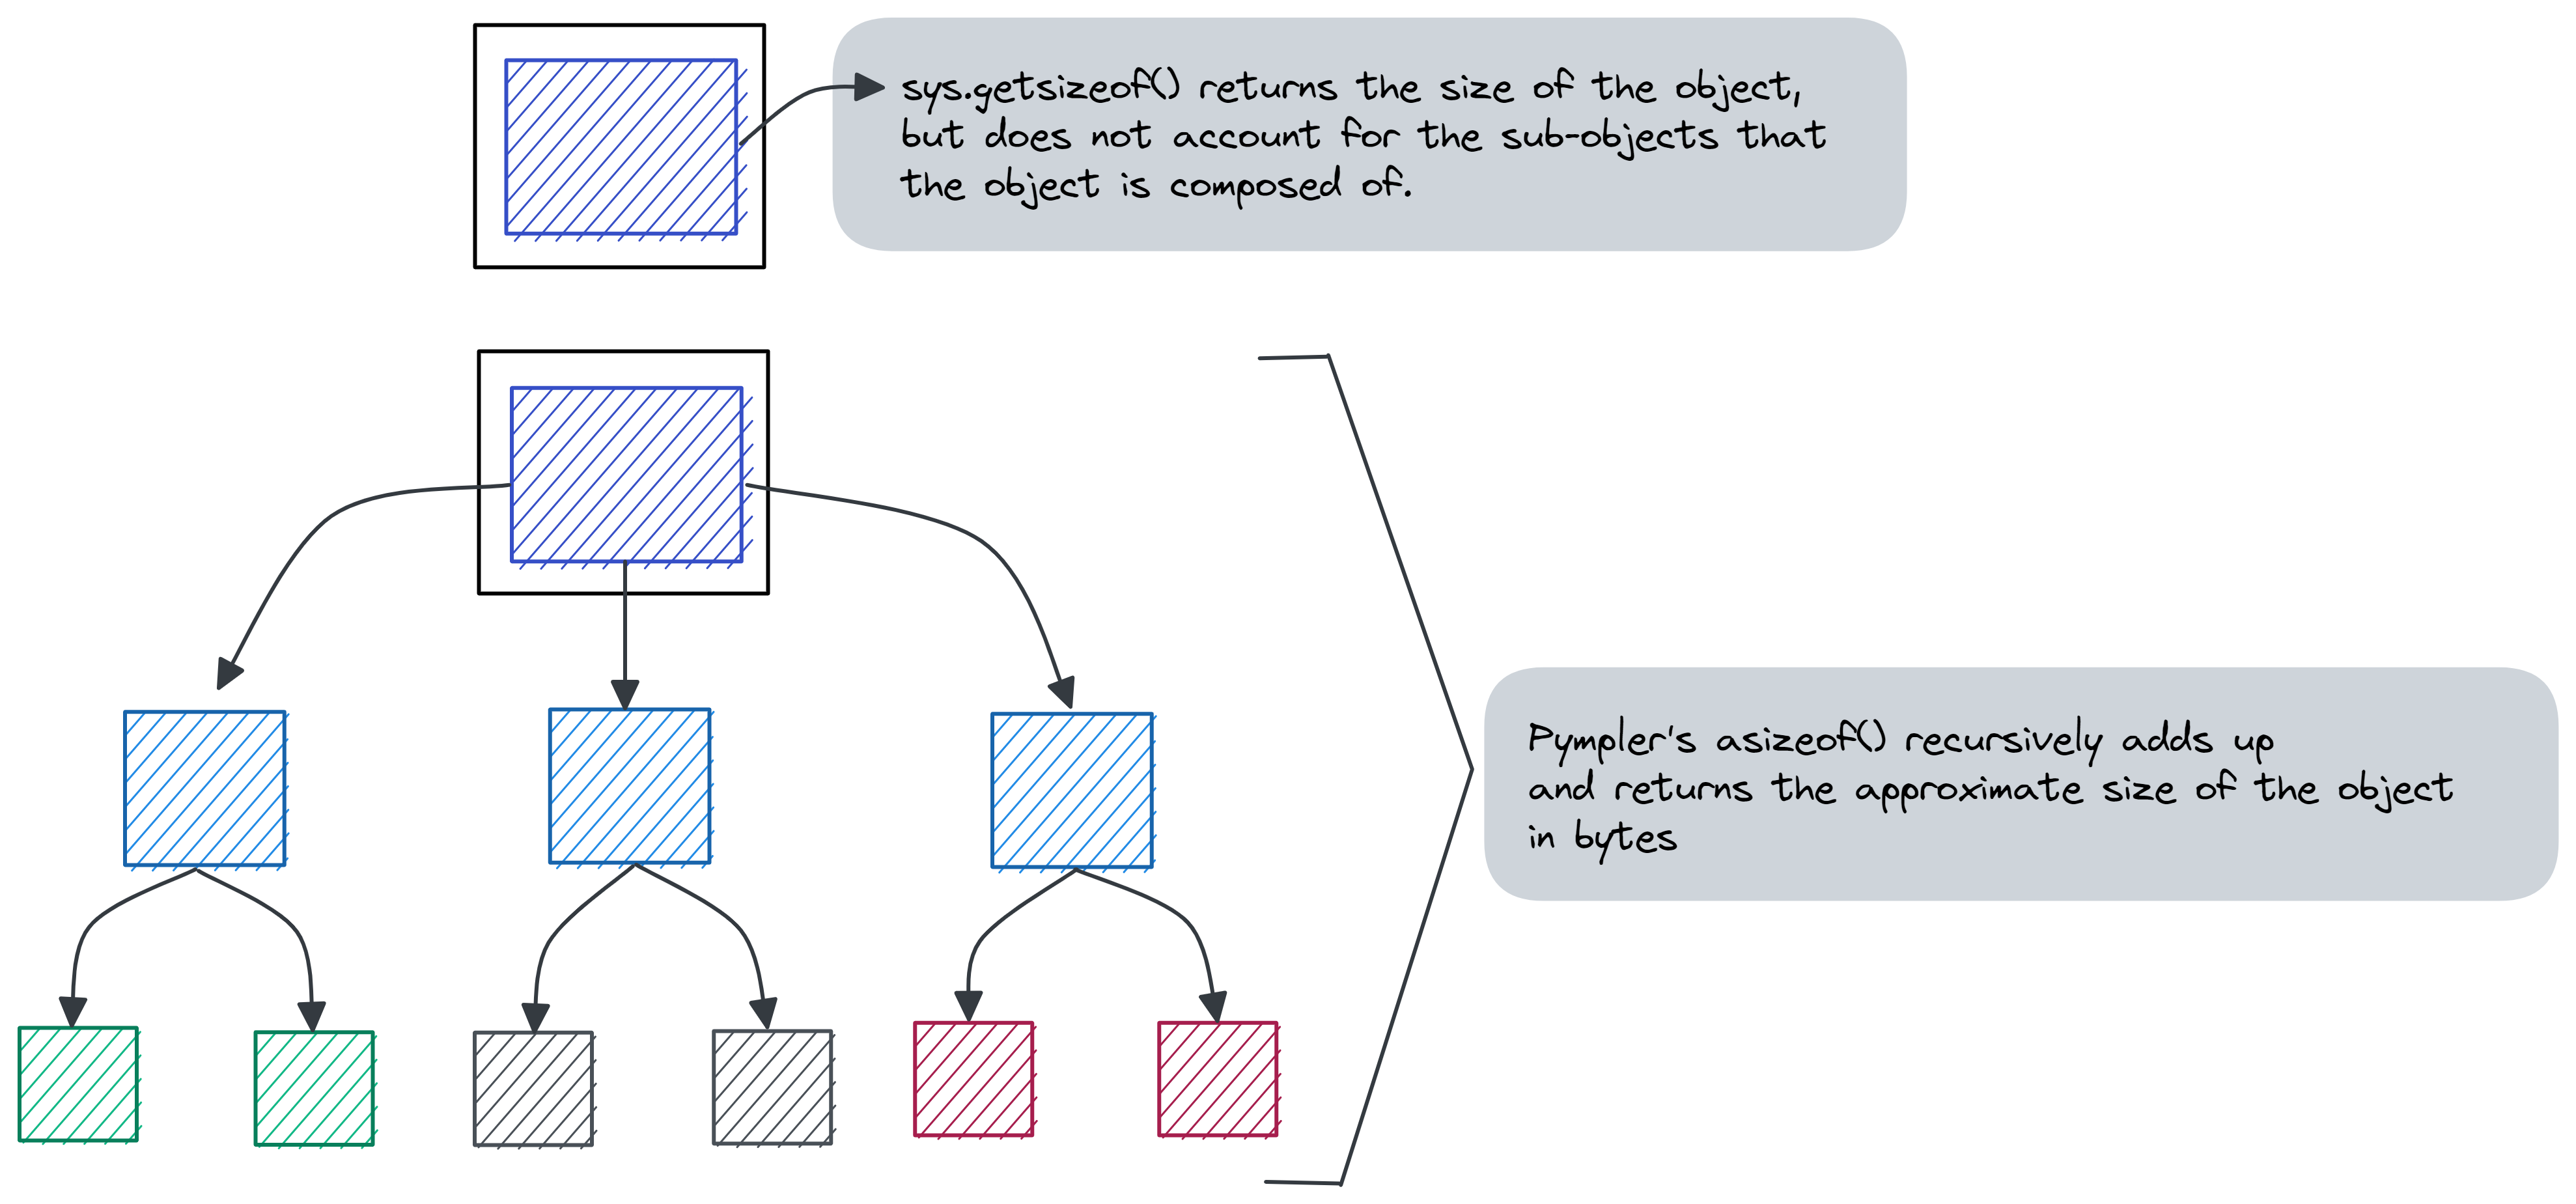 sys.getsizeof() returns the size of the object,
but does not account for the sub-objects that
the object is composed of.
Pympler's asizeof() recursively adds up
and returns the approximate size of the object
in bytes